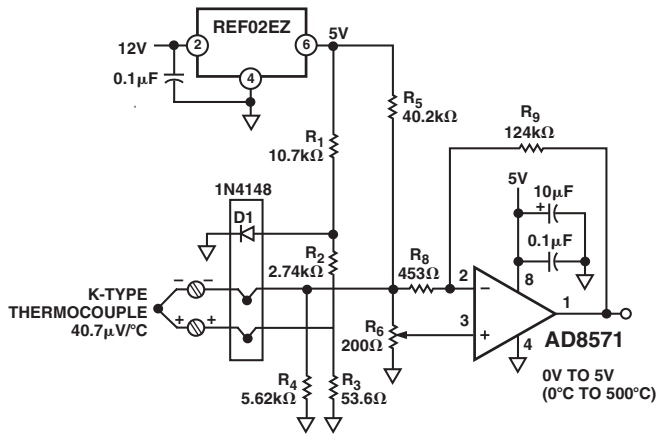 REF02EZ
12V
2
6
5V
4
0.1μF
R5
40.2kΩ
R9
124kΩ
R1
10.7kΩ
1N4148
D1
5V
10μF
+
0.1μF
R2
2.74kΩ
R8
453Ω
2
−
8
K-TYPE
THERMOCOUPLE
40.7μV/°C
− −
+ +
R6
200Ω
3
+
1
4
AD8571
R4
5.62kΩ
R3
53.6Ω
0V TO 5V
(0°C TO 500°C)